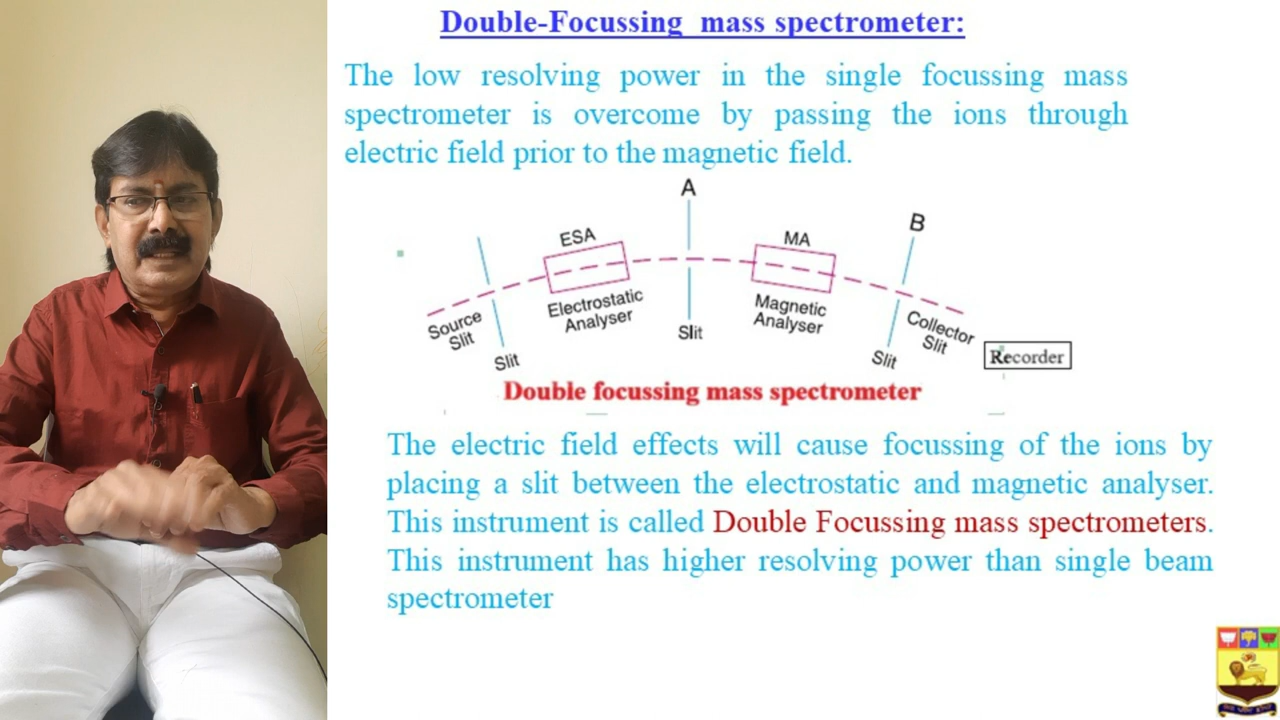 Double-Focussing mass spectrometer:
The low resolving power in the single focussing mass
spectrometer is overcome by passing the ions through
electric field prior to the magnetic field.
A
B
ESA
MA
Electrostatic
Analyser
Magnetic
Analyser
Source
Slit
Slit
Slit
Slit
Collector
Slit
Recorder
Double focussing mass spectrometer
The electric field effects will cause focussing of the ions by
placing a slit between the electrostatic and magnetic analyser.
This instrument is called Double Focussing mass spectrometers.
This instrument has higher resolving power than single beam
spectrometer